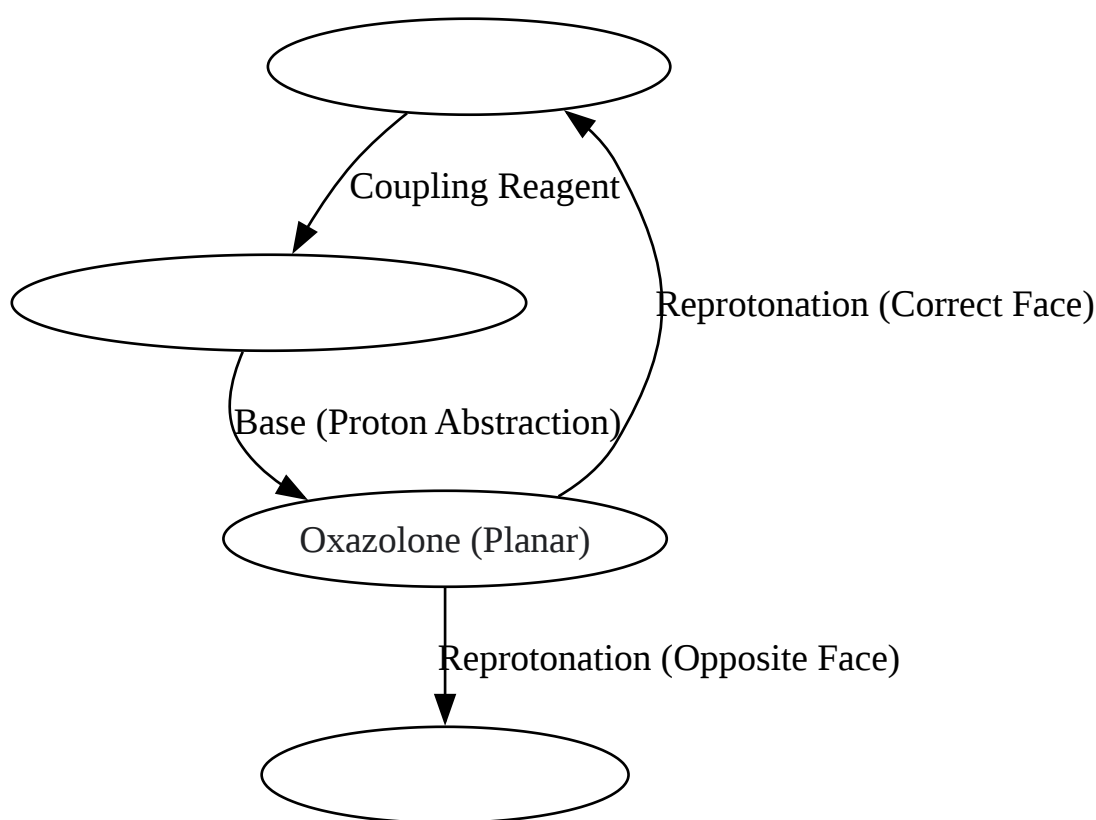 Coupling Reagent
Reprotonation (Correct Face)
Base (Proton Abstraction)
Oxazolone (Planar)
Reprotonation (Opposite Face)